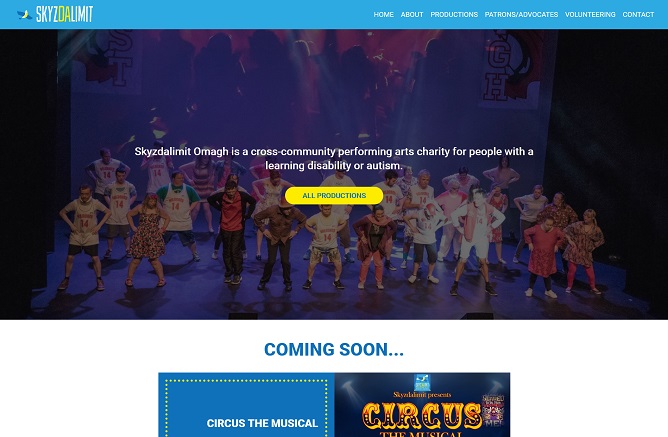 SKYZDALIMIT
HOME ABOUT PRODUCTIONS PATRONS/ADVOCATES VOLUNTEERING CONTACT
Skyzdalimit Omagh is a cross-community performing arts charity for people with a
learning disability or autism.
ALL PRODUCTIONS
COMING SOON...
CIRCUS THE MUSICAL
Skyzdalimit presents
CIRCUS
THE MUSICAL